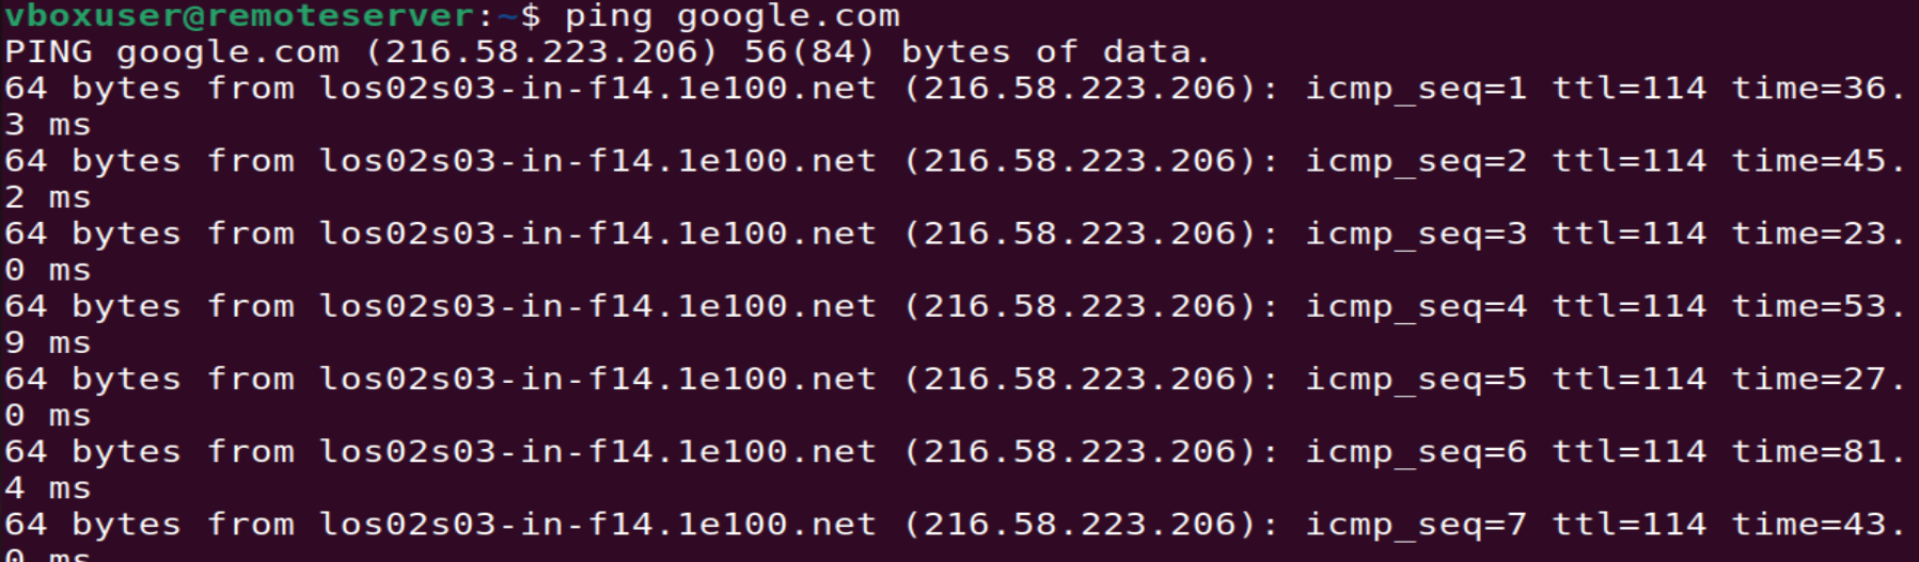 vboxuser@remoteserver:~$ ping google.com
PING google.com (216.58.223.206) 56(84) bytes of data.
64 bytes from los02s03-in-f14.1e100.net (216.58.223.206): icmp_seq=1 ttl=114 time=36.
3 ms
64 bytes from los02s03-in-f14.1e100.net (216.58.223.206): icmp_seq=2 ttl=114 time=45.
2 ms
64 bytes from los02s03-in-f14.1e100.net (216.58.223.206): icmp_seq=3 ttl=114 time=23.
0 ms
64 bytes from los02s03-in-f14.1e100.net (216.58.223.206): icmp_seq=4 ttl=114 time=53.
9 ms
64 bytes from los02s03-in-f14.1e100.net (216.58.223.206): icmp_seq=5 ttl=114 time=27.
0 ms
64 bytes from los02s03-in-f14.1e100.net (216.58.223.206): icmp_seq=6 ttl=114 time=81.
4 ms
64 bytes from los02s03-in-f14.1e100.net (216.58.223.206): icmp_seq=7 ttl=114 time=43.
ms